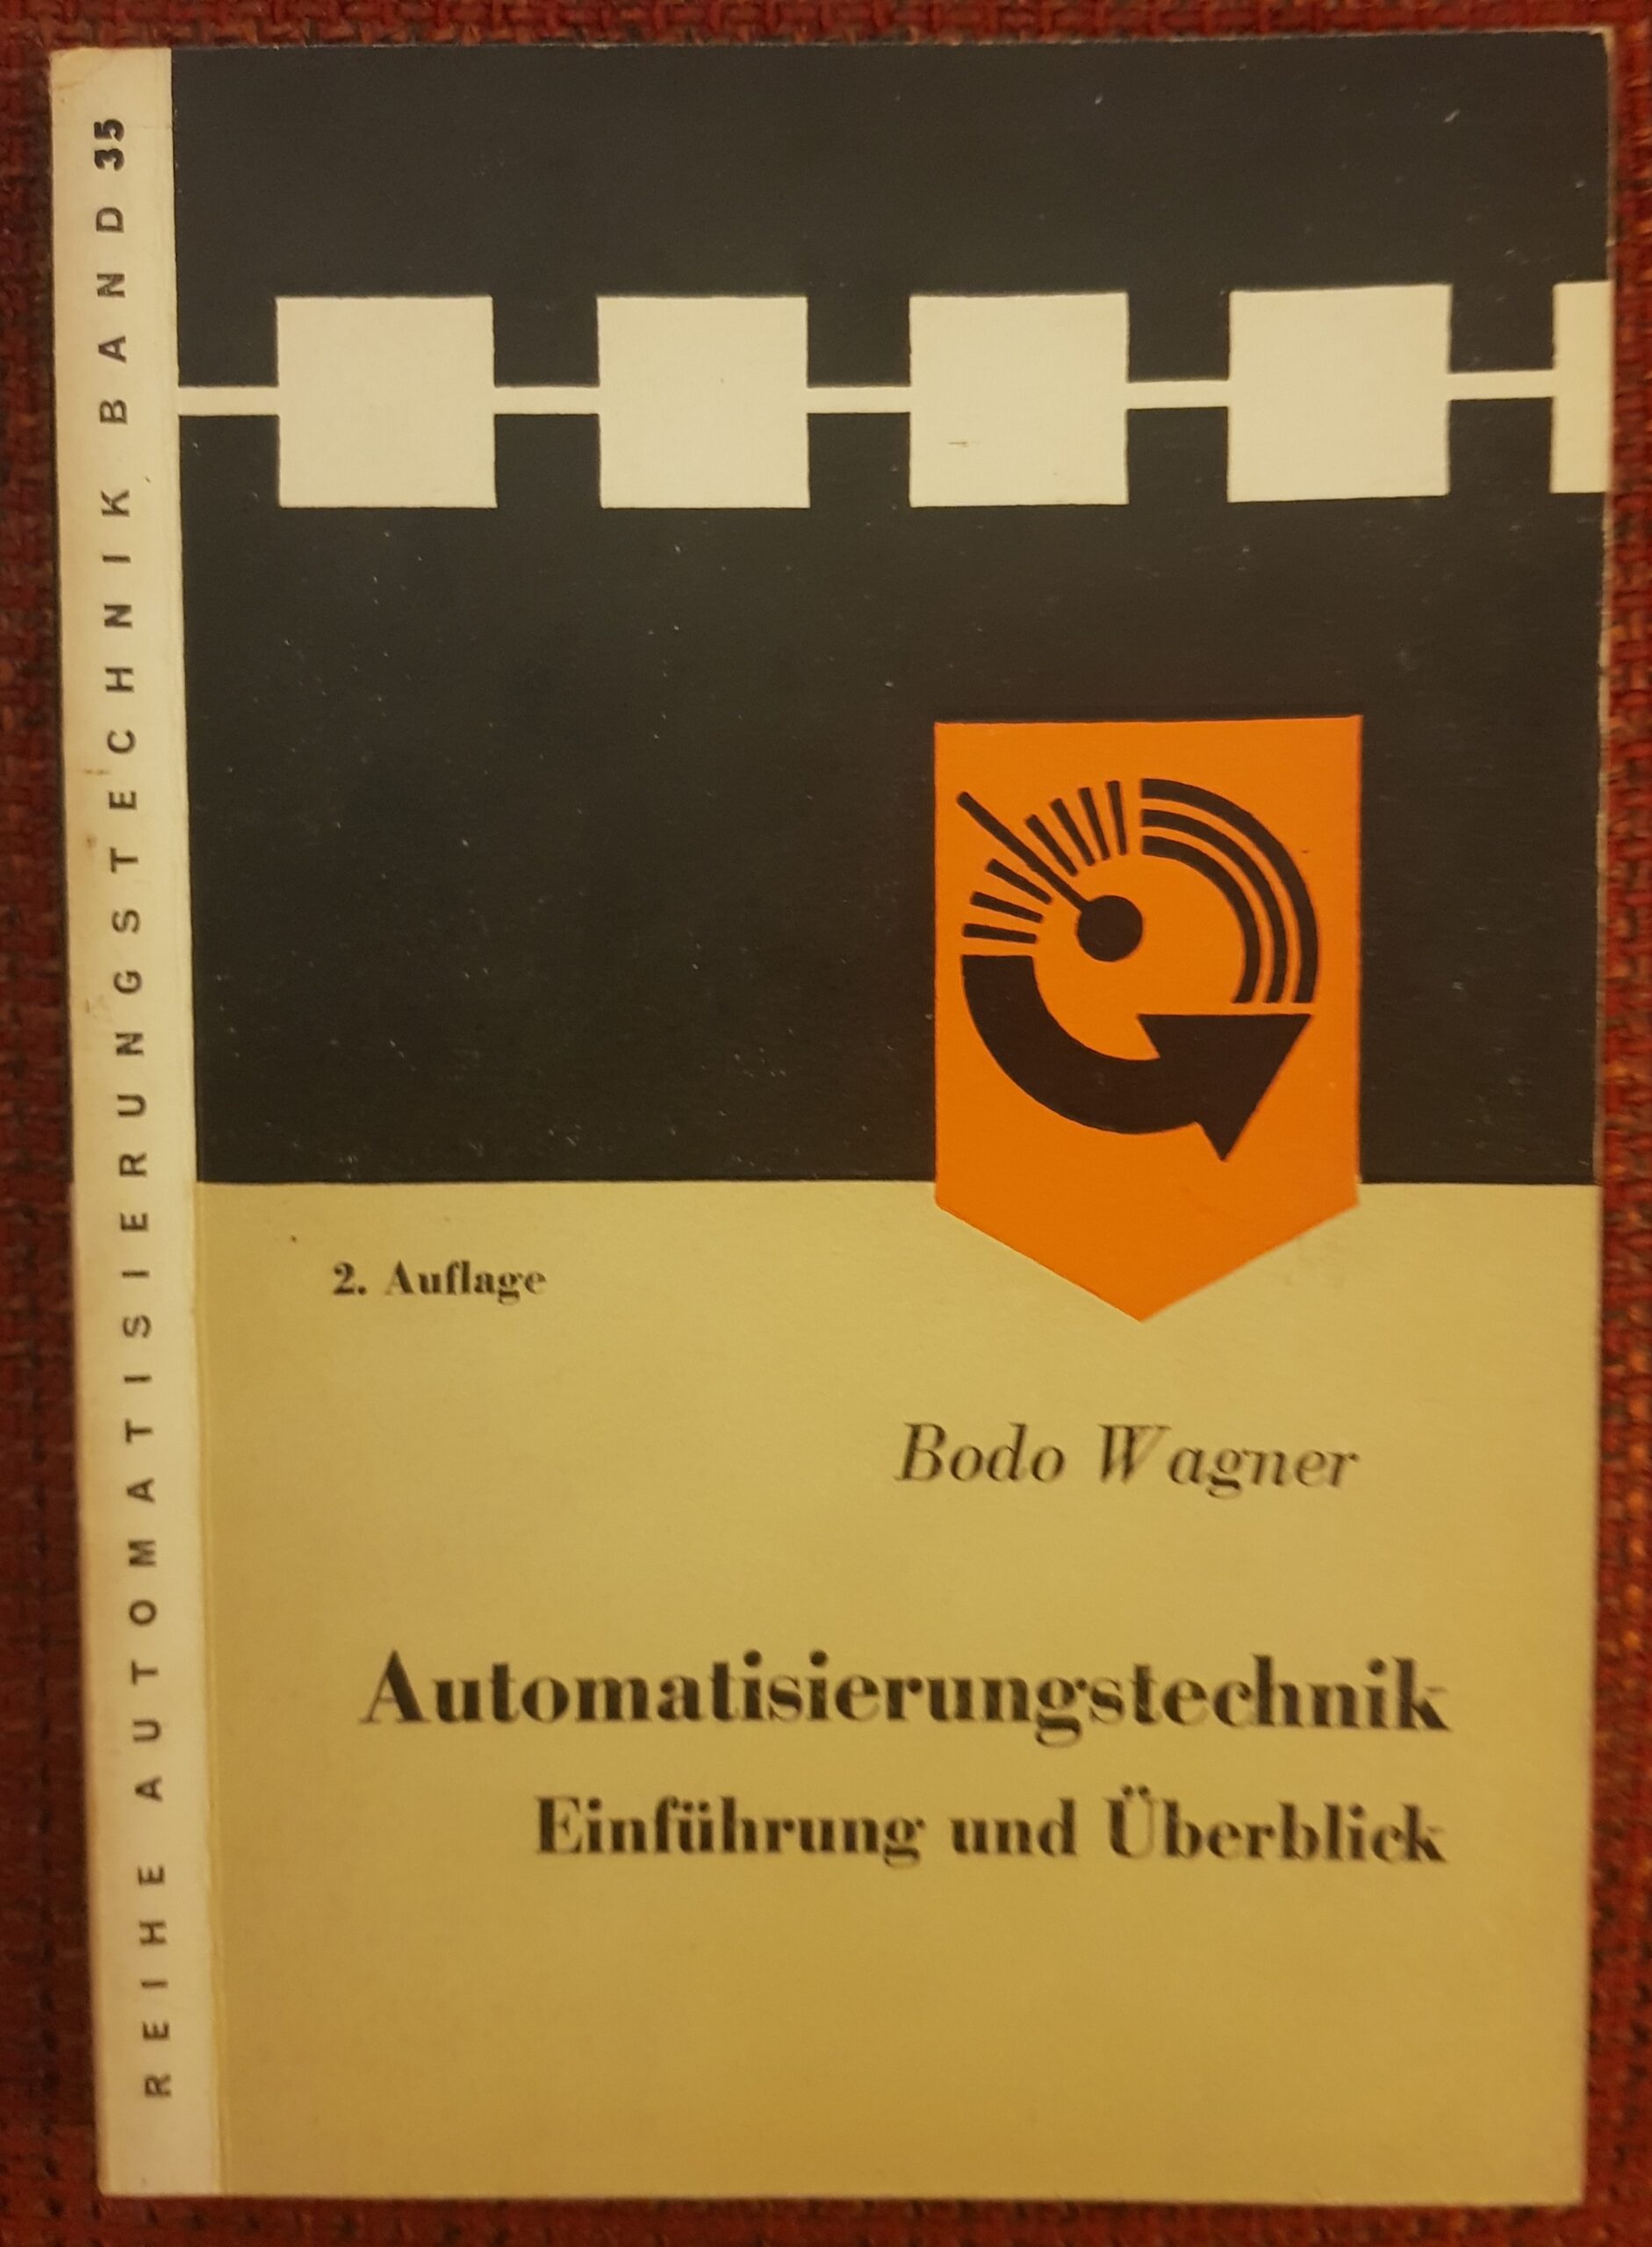 REIHE AUTOMATISIERUNGSTECHNIK BAND 35
2. Auflage
Bodo Wagner
Automatisierungstechnik
Einführung und Überblick